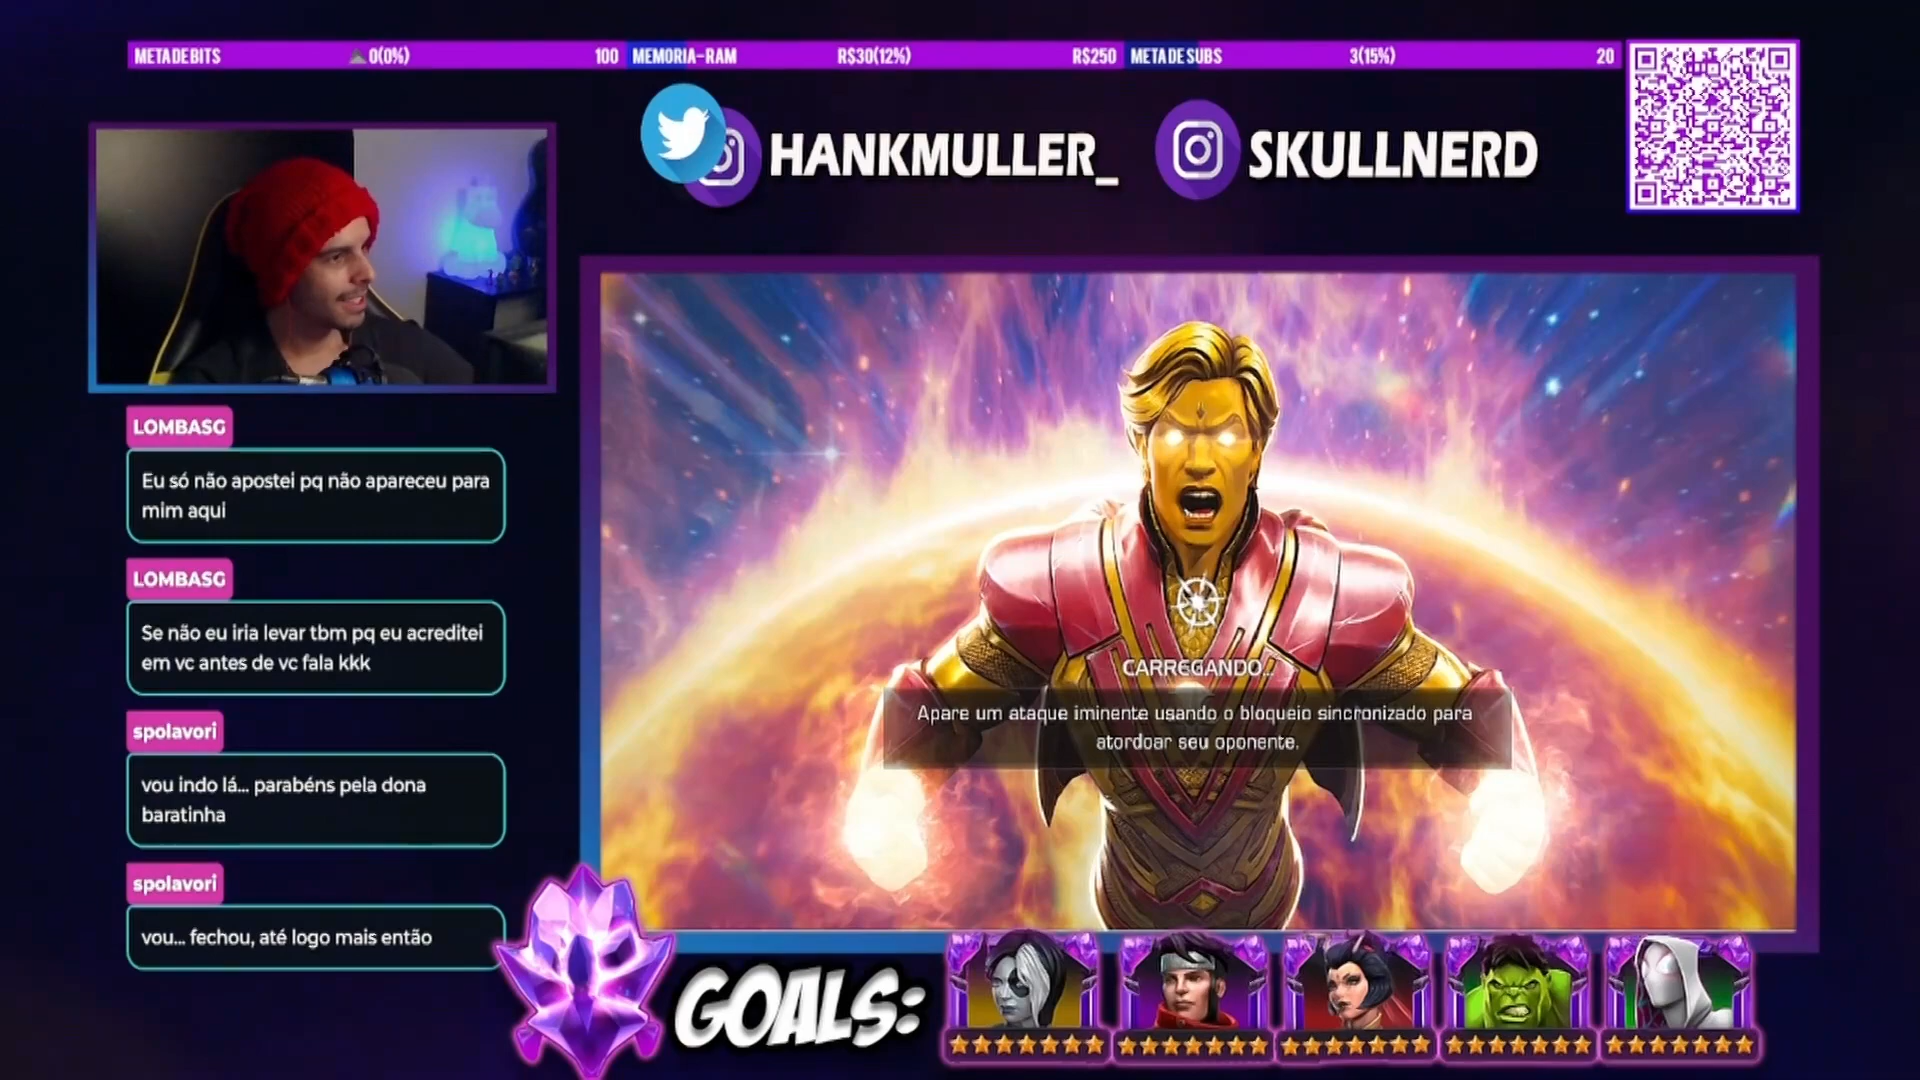 METADEBITS 0(0%) 100 MEMORIA-RAM R$30(12%) R$250 METADESUBS 3(15%) 20
HANKMULLER_ SKULLNERD
LOMBASG
Eu só não apostei pq não apareceu para
mim aqui
LOMBASG
Se não eu iria levar tbm pq eu acreditei
em vc antes de vc fala kkk
spolavori
vou indo lá... parabéns pela dona
baratinha
spolavori
vou... fechou, até logo mais então
CARREGANDO...
Apare um ataque iminente usando o bloqueio sincronizado para
atordoar seu oponente.
GOALS: